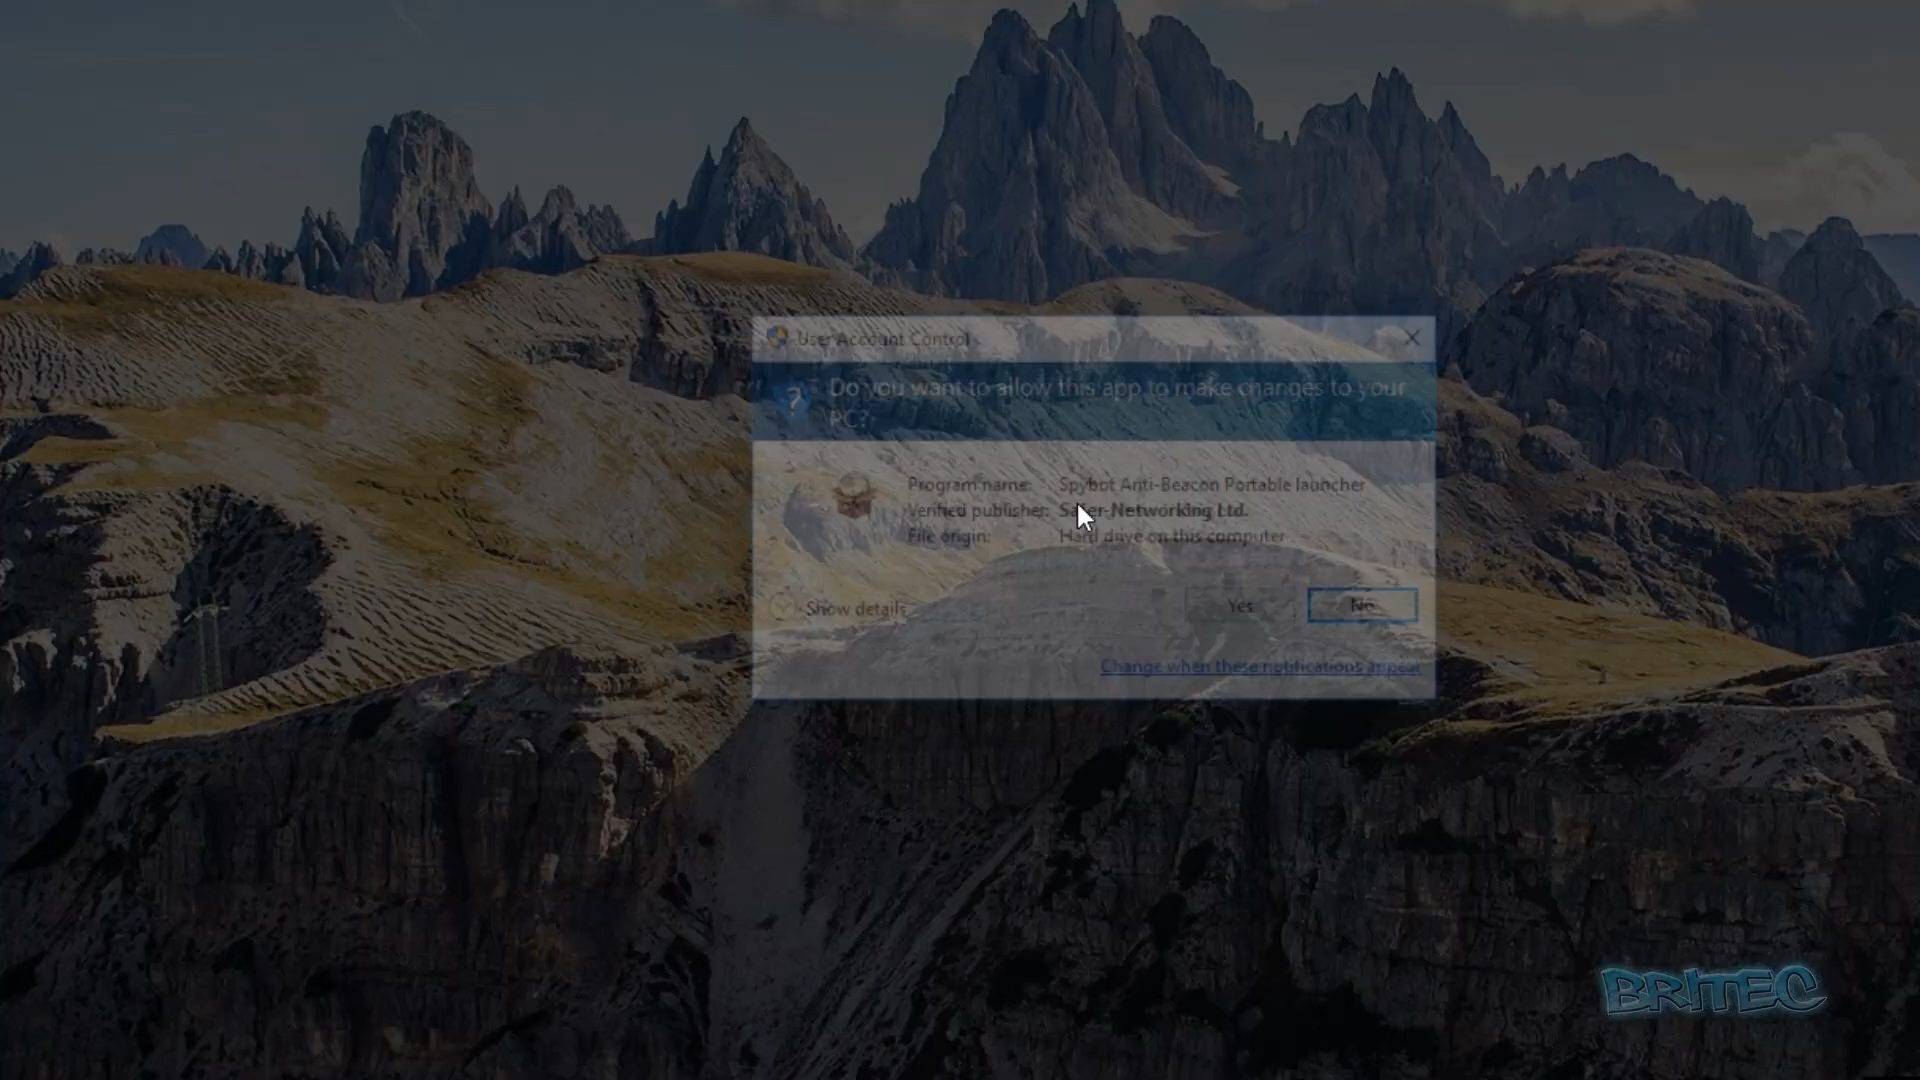 User Account Control
Do you want to allow this app to make changes to your
PC?
Program name: Spybot Anti-Beacon Portable launcher
Verified publisher: Safer-Networking Ltd.
File origin: Hard drive on this computer
Show details
Yes
No
Change when these notifications appear
BRITEC